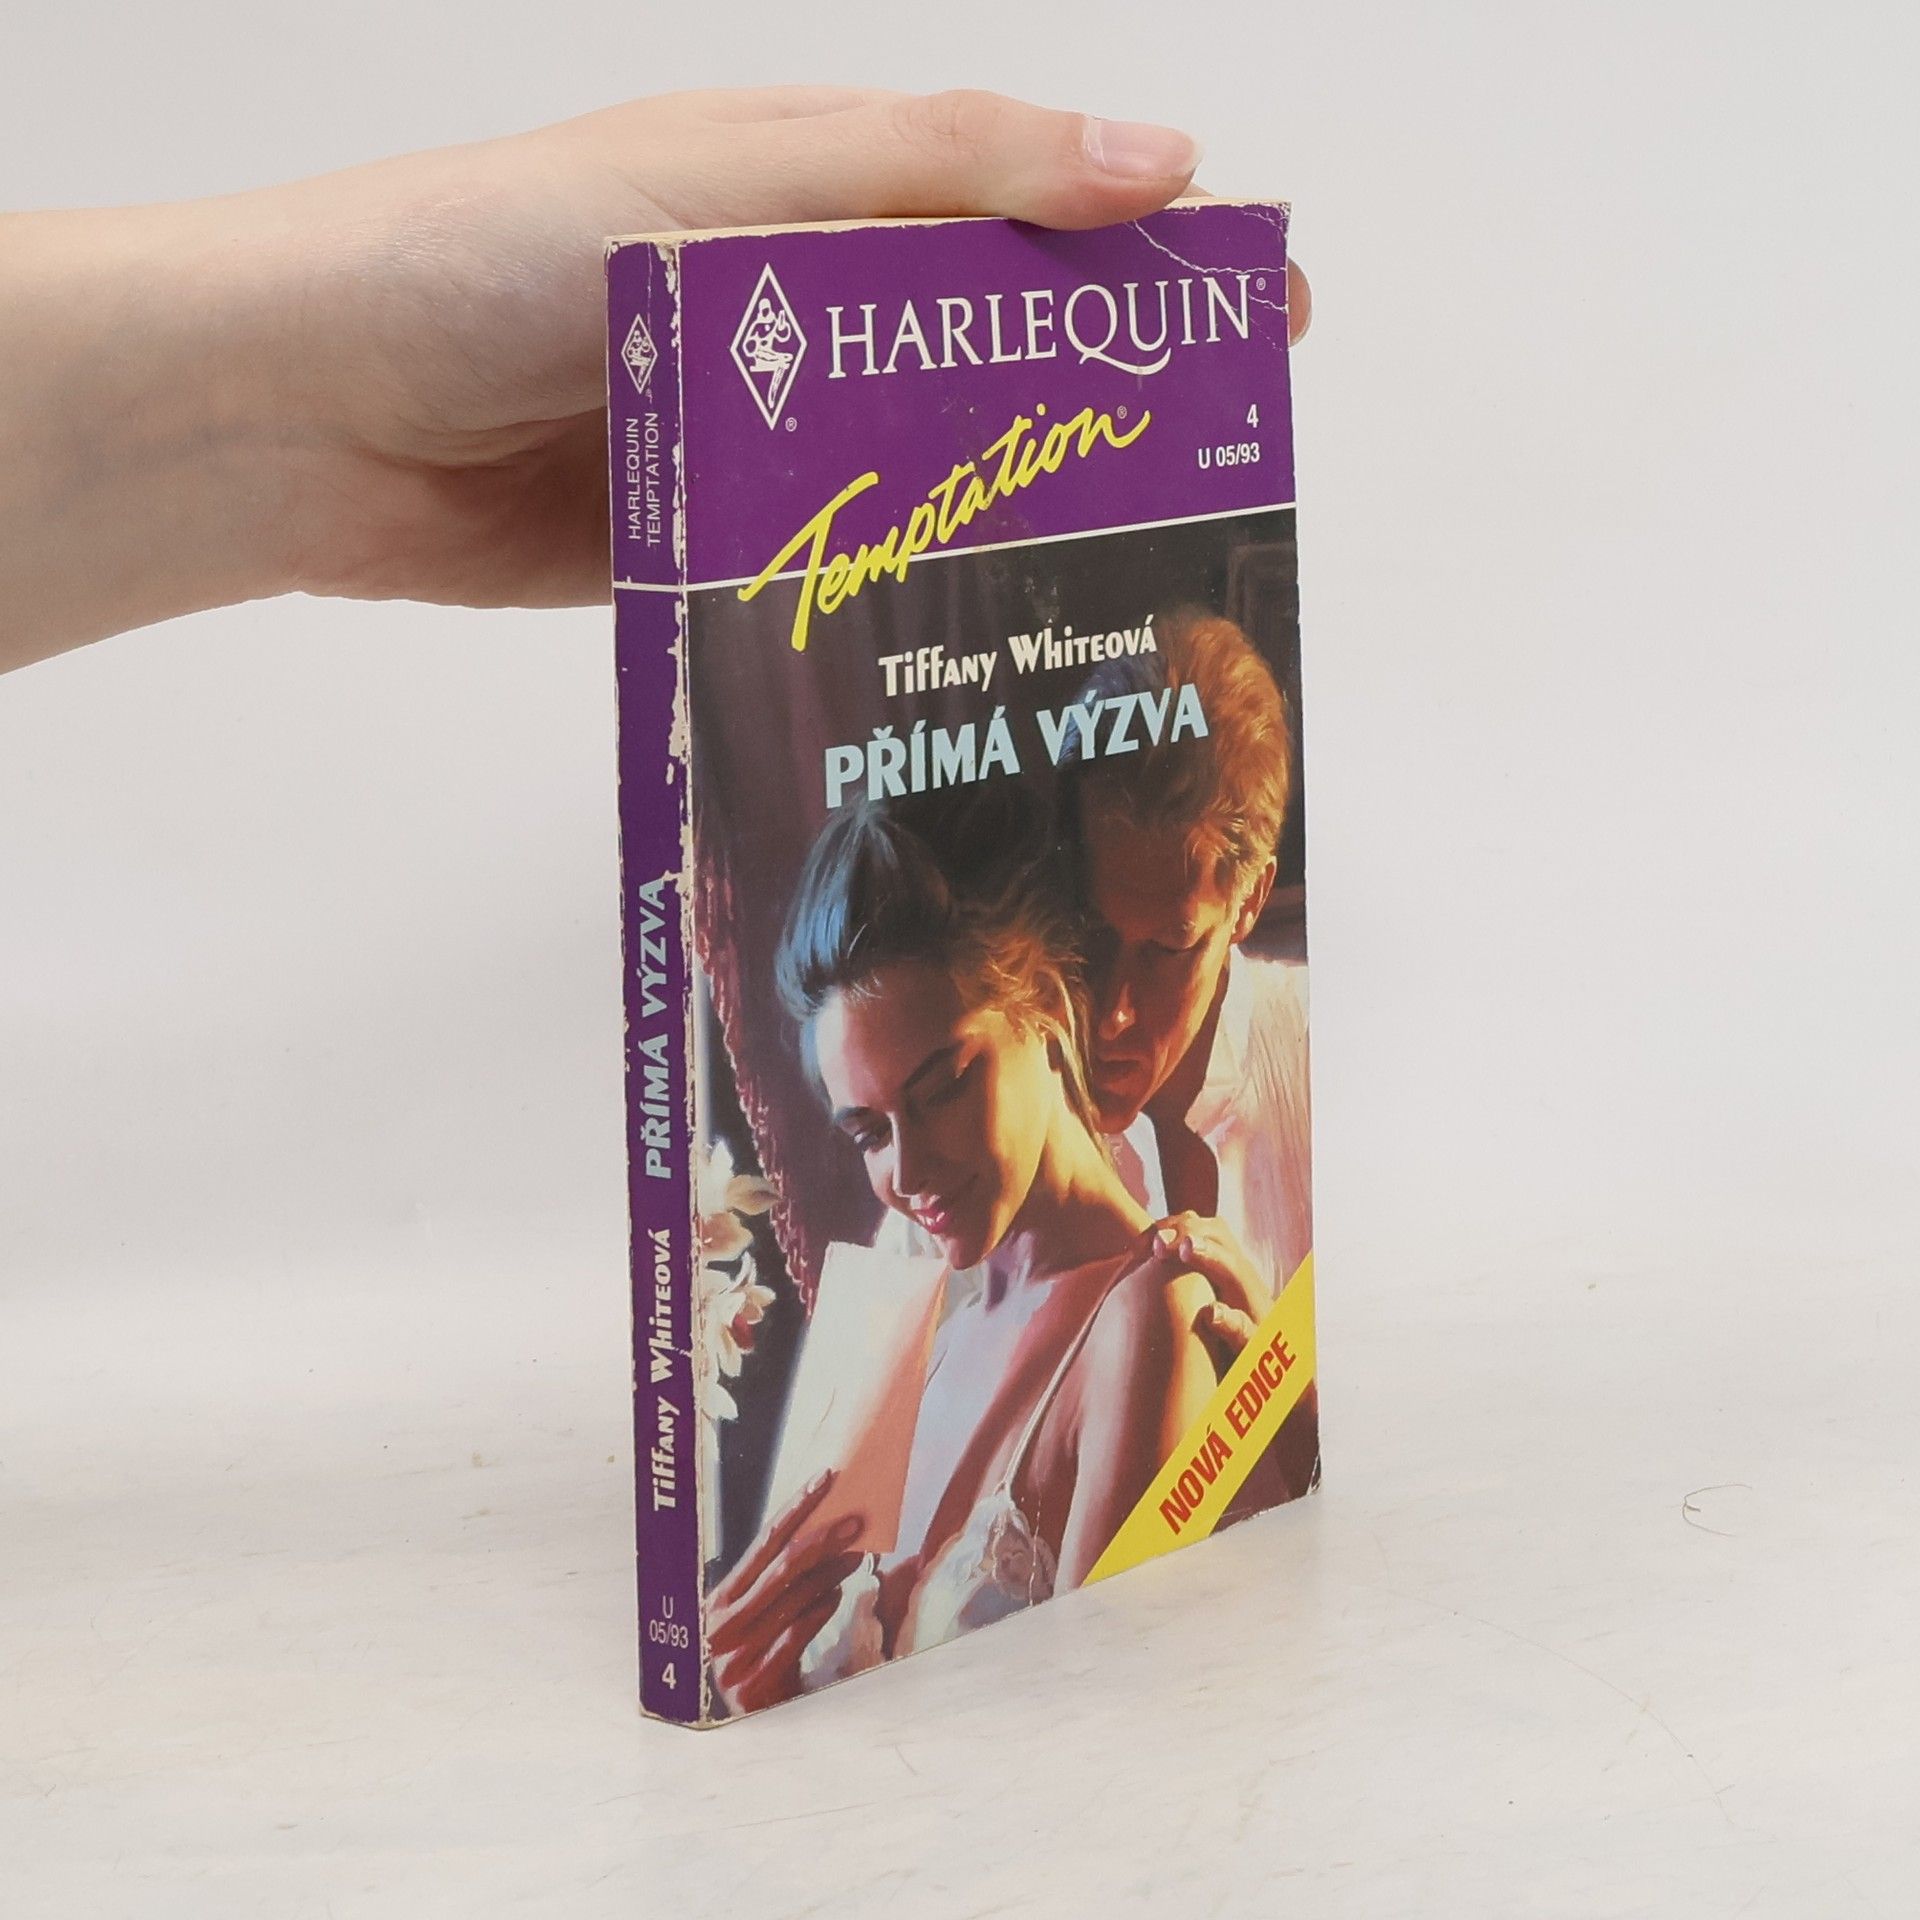 HARLEQUIN®
Temptation®
4
U 05/93
Tiffany Whiteová
PŘÍMÁ VÝZVA
NOVÁ EDICE
HARLEQUIN
TEMPTATION
PŘÍMÁ VÝZVA
Tiffany Whiteová
U
05/93
4